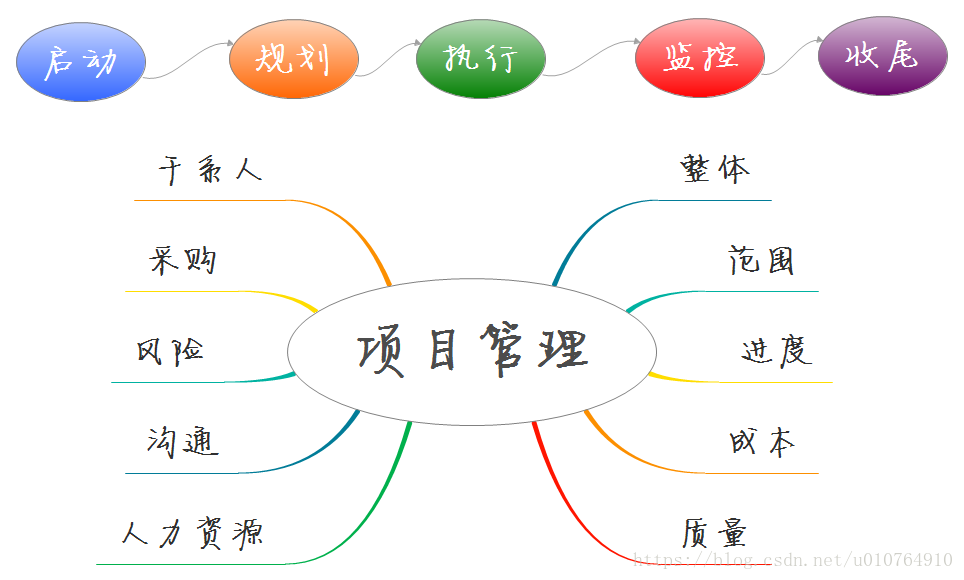 启动 规划 执行 监控 收尾
干系人 整体
采购 范围
风险 进度
项目管理
沟通 成本
人力资源 质量
https://blog.csdn.net/u010764910